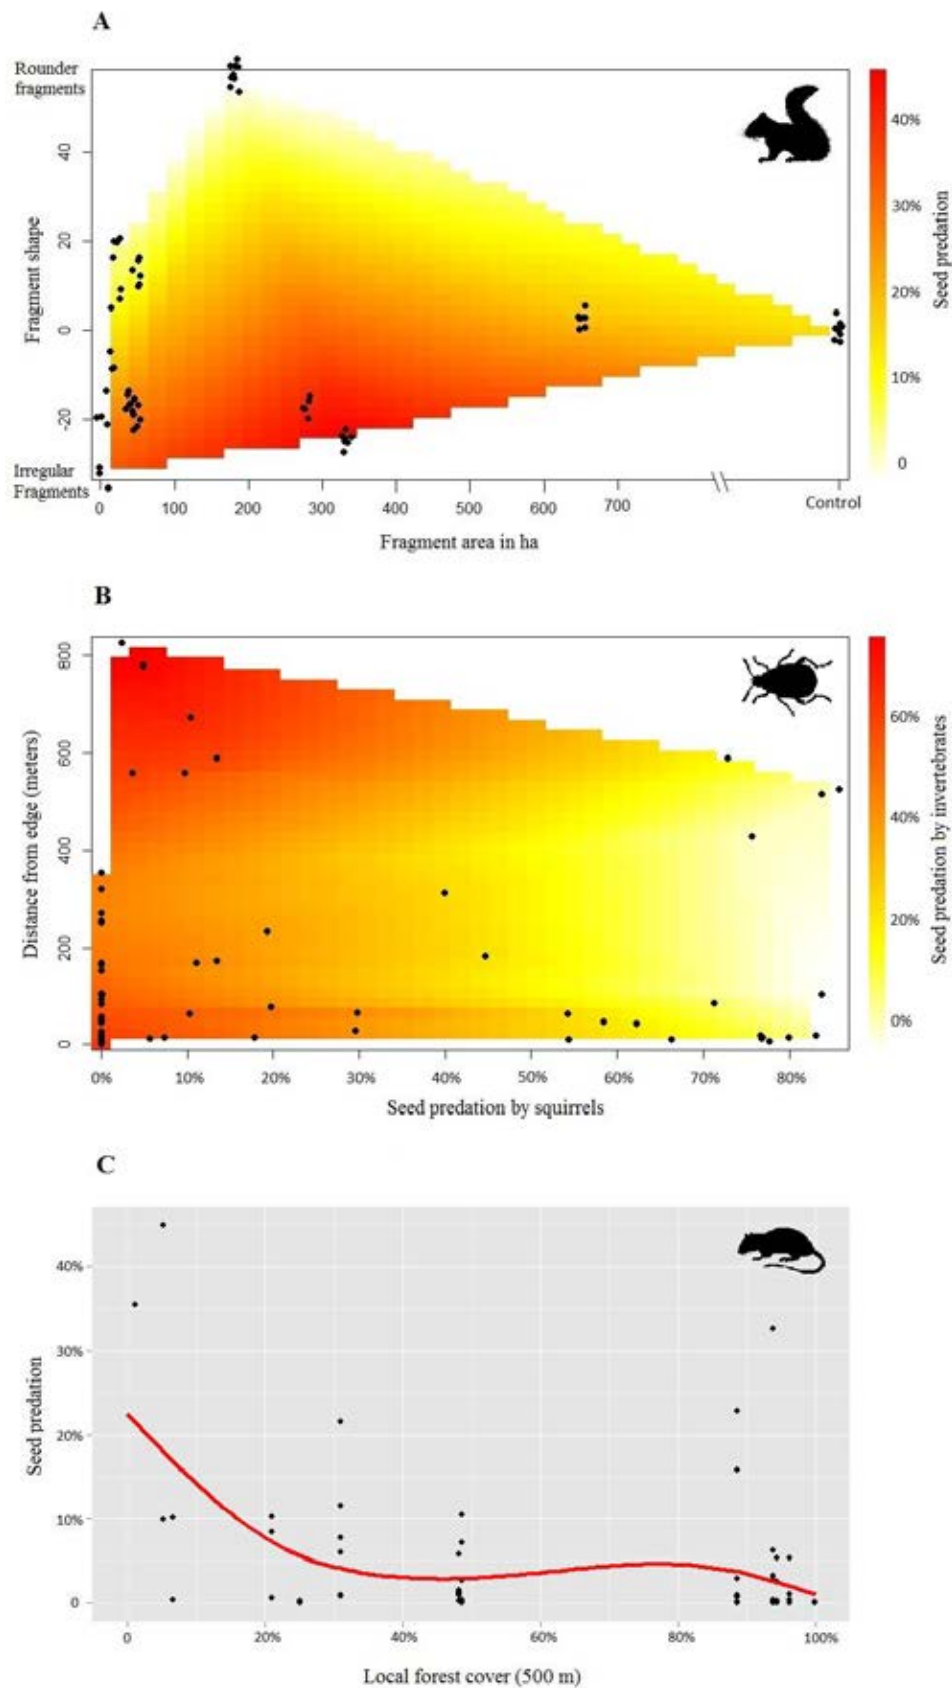 A
Rounder
fragments
40
20
0
-20
Fragment shape
Irregular
Fragments
0 100 200 300 400 500 600 700 Control
Fragment area in ha
40%
30%
20%
10%
0
Seed predation
B
800
600
400
200
0
Distance from edge (meters)
0% 10% 20% 30% 40% 50% 60% 70% 80%
Seed predation by squirrels
60%
40%
20%
0%
Seed predation by invertebrates
C
40%
30%
20%
10%
0
Seed predation
0 20% 40% 60% 80% 100%
Local forest cover (500 m)